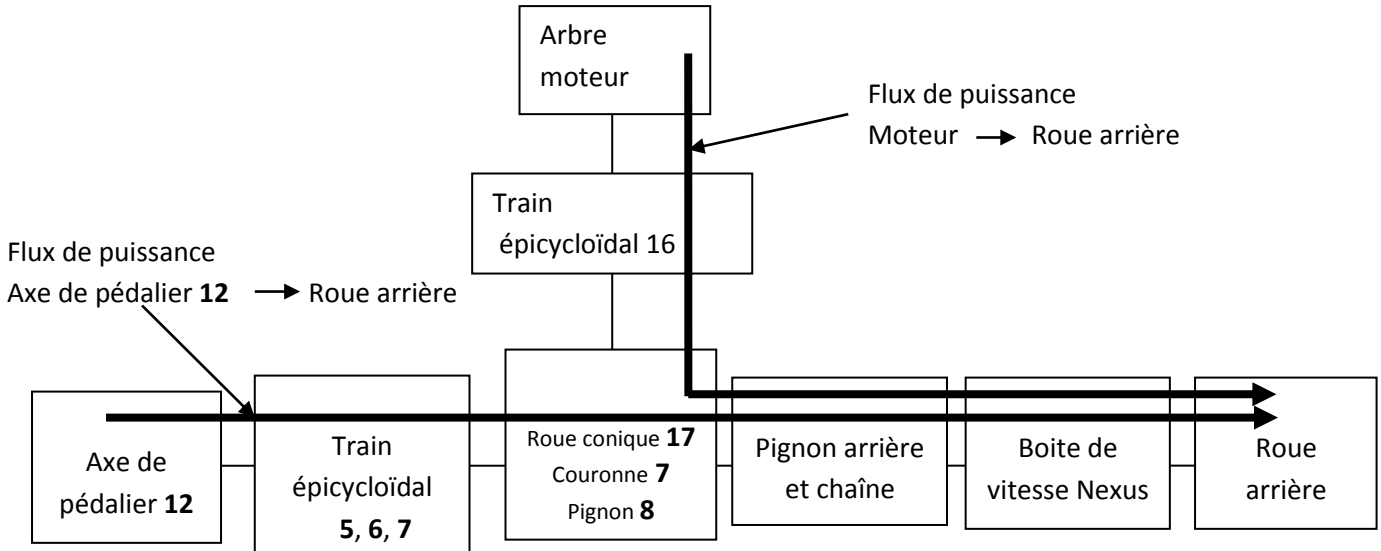 Arbre
moteur
Flux de puissance
Moteur → Roue arrière
Train
épicycloïdal 16
Flux de puissance
Axe de pédalier 12 → Roue arrière
Axe de
pédalier 12
Train
épicycloïdal
5, 6, 7
Roue conique 17
Couronne 7
Pignon 8
Pignon arrière
et chaîne
Boite de
vitesse Nexus
Roue
arrière